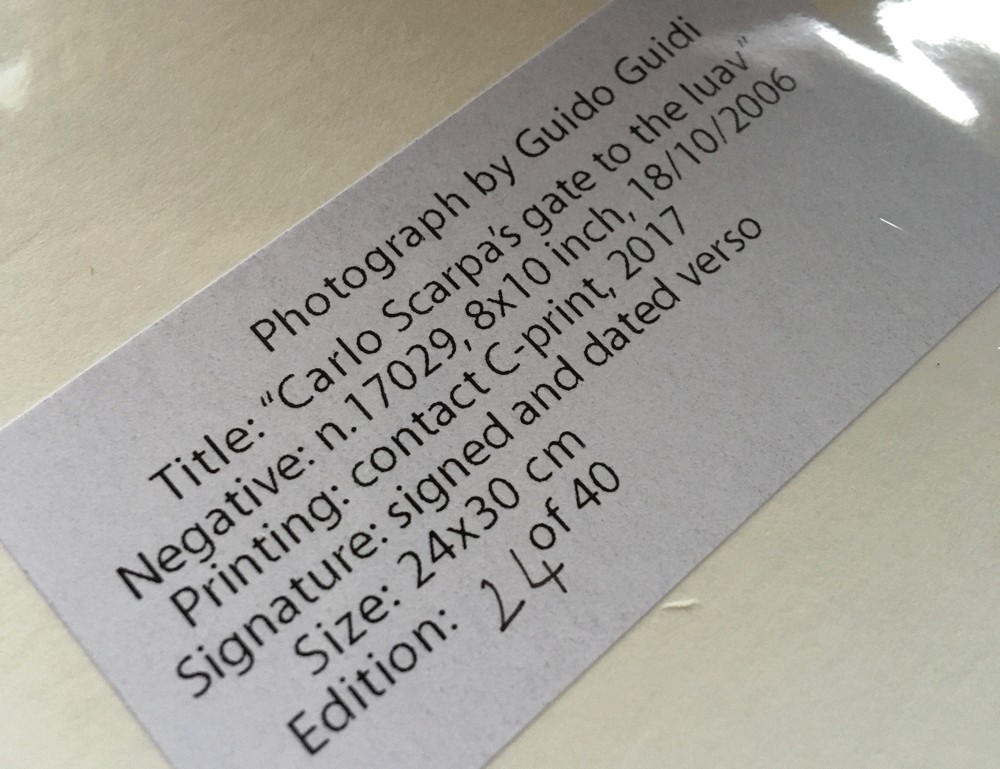 Photograph by Guido Guidi
Title: “Carlo Scarpa’s gate to the Iuav”
Negative: n.17029, 8x10 inch, 18/10/2006
Printing: contact C-print, 2017
Signature: signed and dated verso
Size: 24x30 cm
Edition: 24 of 40